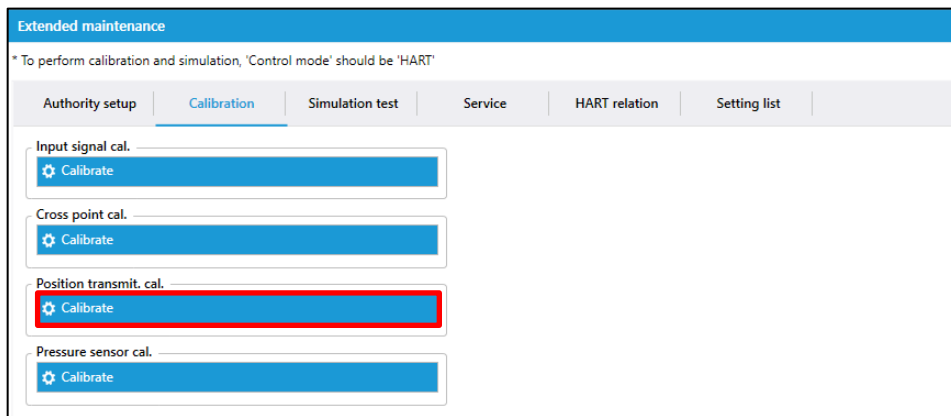 Extended maintenance
* To perform calibration and simulation, 'Control mode' should be 'HART'
Authority setup Calibration Simulation test Service HART relation Setting list
Input signal cal.
Calibrate
Cross point cal.
Calibrate
Position transmit. cal.
Calibrate
Pressure sensor cal.
Calibrate